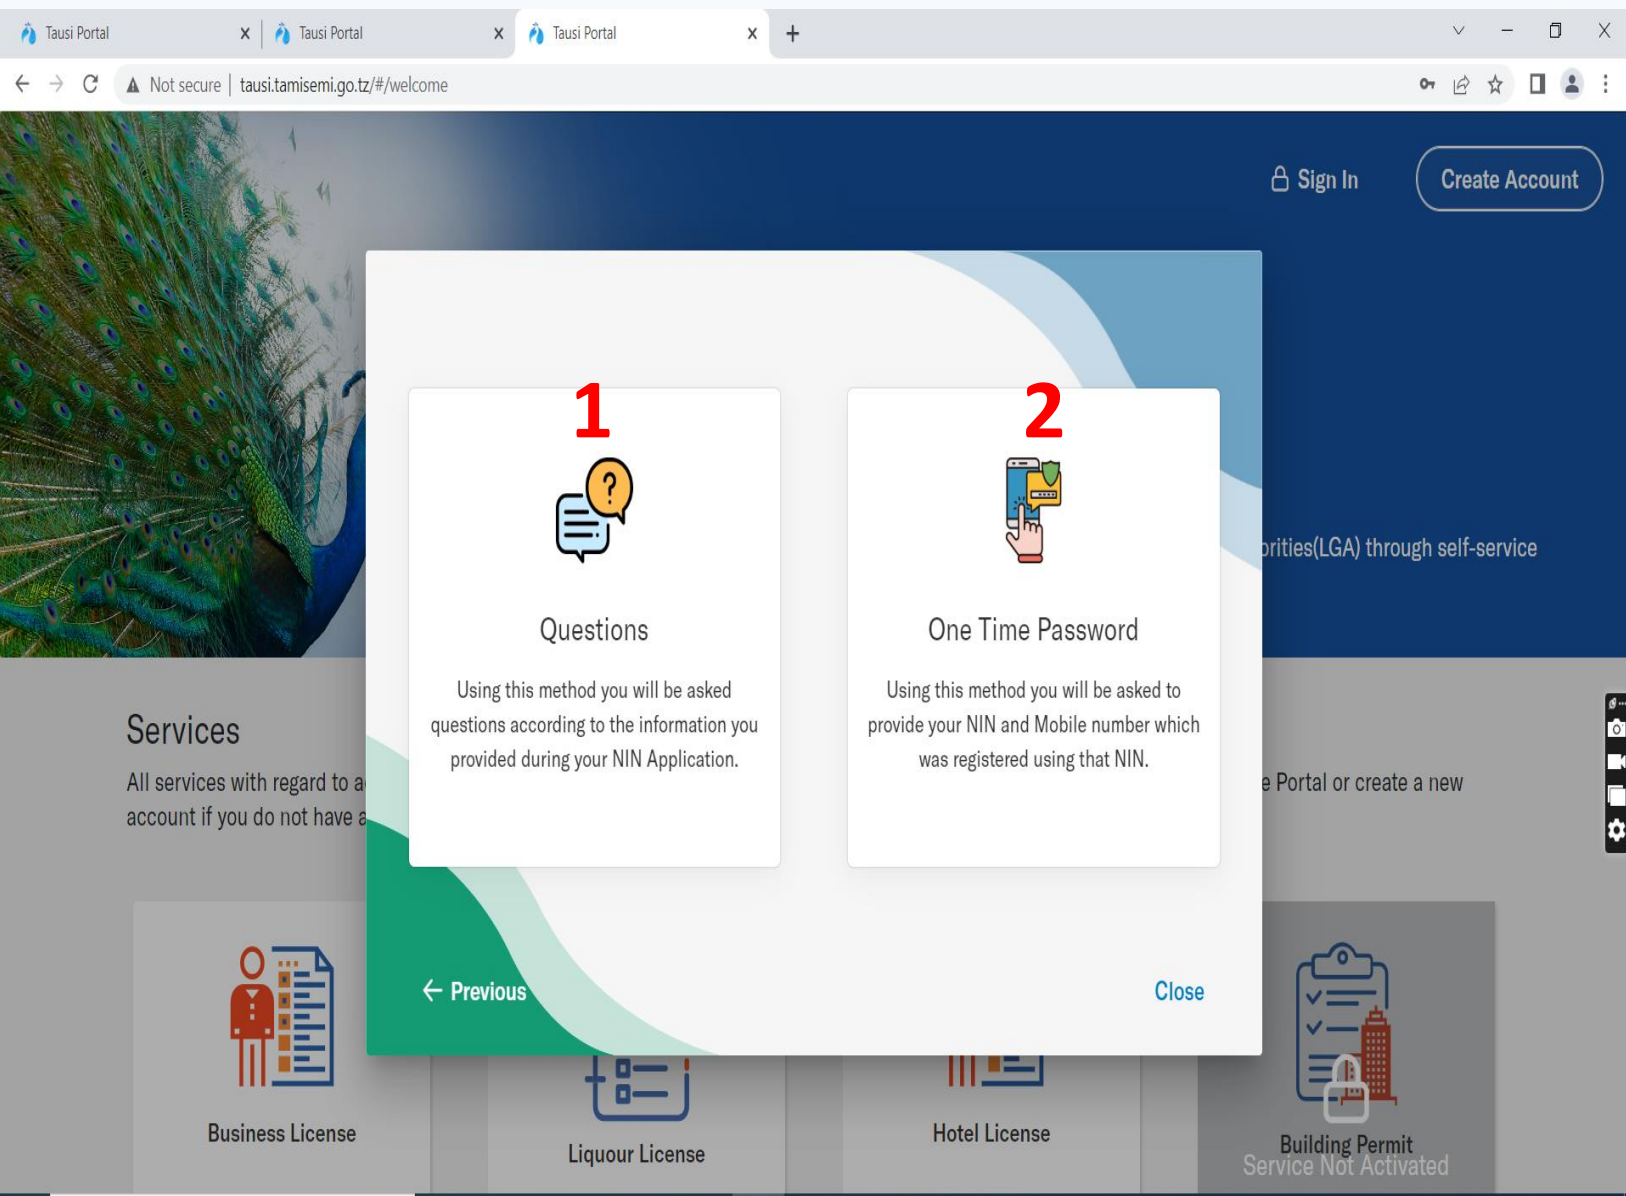 Tausi Portal
Tausi Portal
Tausi Portal
Not secure | tausi.tamisemi.go.tz/#/welcome
Sign In
Create Account
1
2
Questions
One Time Password
Using this method you will be asked
questions according to the information you
provided during your NIN Application.
Using this method you will be asked to
provide your NIN and Mobile number which
was registered using that NIN.
orities(LGA) through self-service
Services
All services with regard to a
e Portal or create a new
account if you do not have a
← Previous
Close
Business License
Liquour License
Hotel License
Building Permit
Service Not Activated